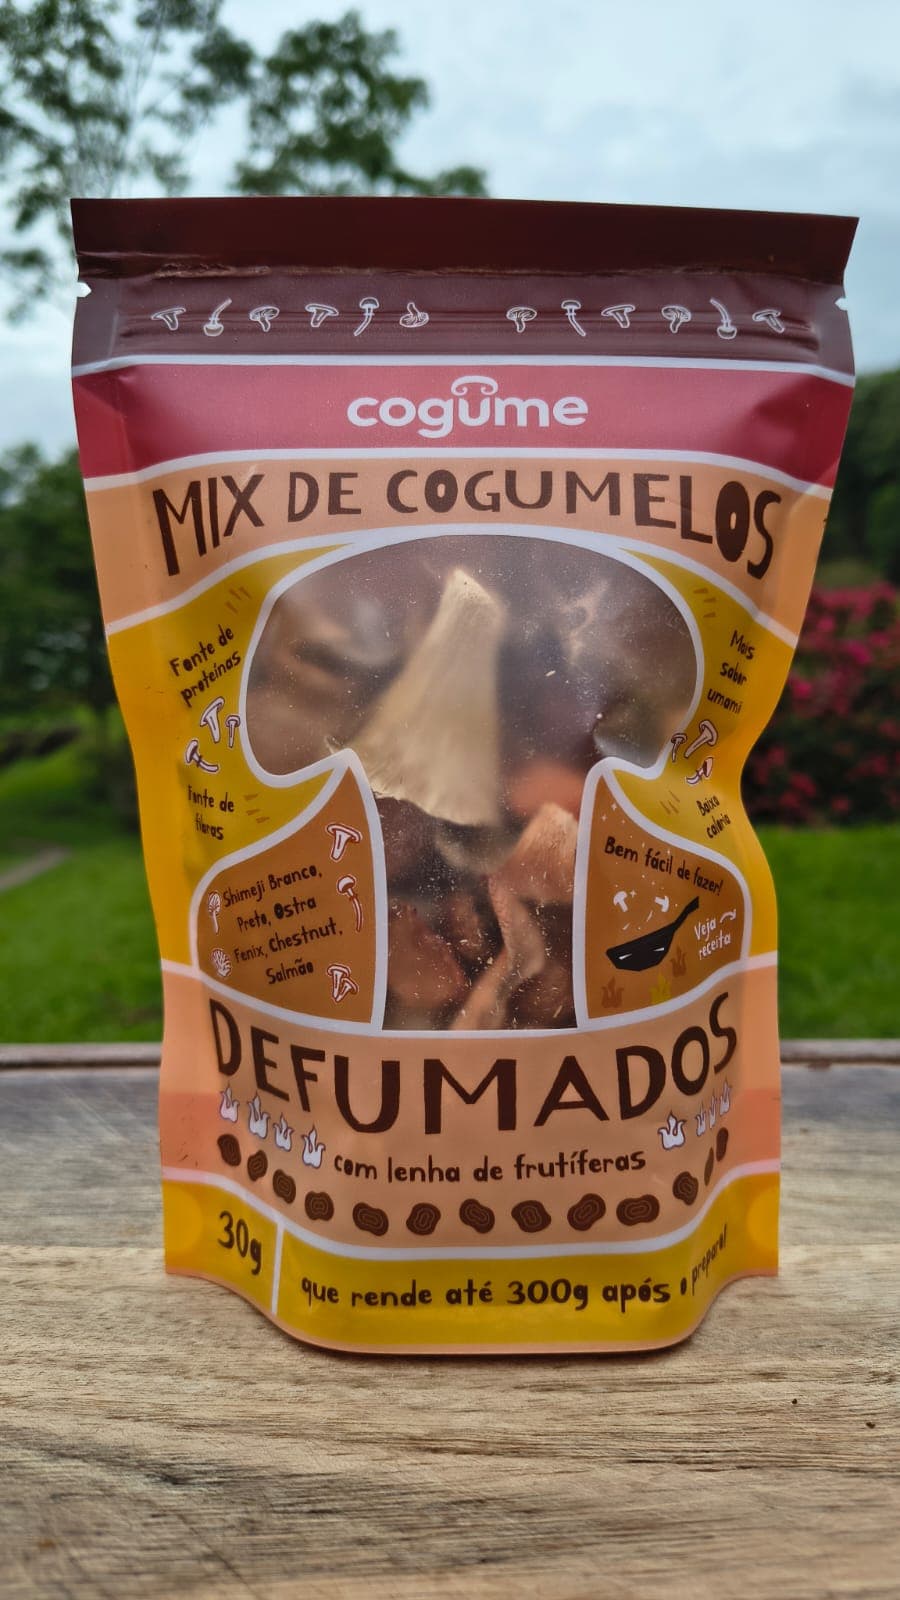 cogume
MIX DE COGUMELOS
Fonte de
proteínas
Fonte de
fibras
Mais
sabor
umami
Baixa
caloria
Shimeji Branco,
Preto, Ostra
Fenix, chestnut,
Salmão
Bem fácil de fazer!
Veja
receita
DEFUMADOS
com lenha de frutíferas
30g
que rende até 300g após o preparo!